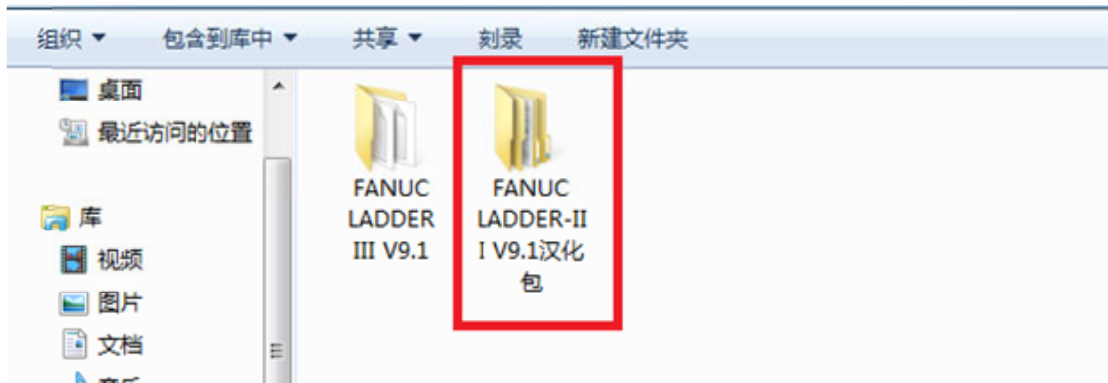 组织 包含到库中 共享 刻录 新建文件夹
桌面
最近访问的位置
库
视频
图片
文档
音乐
FANUC
LADDER
III V9.1
FANUC
LADDER-II
I V9.1汉化
包